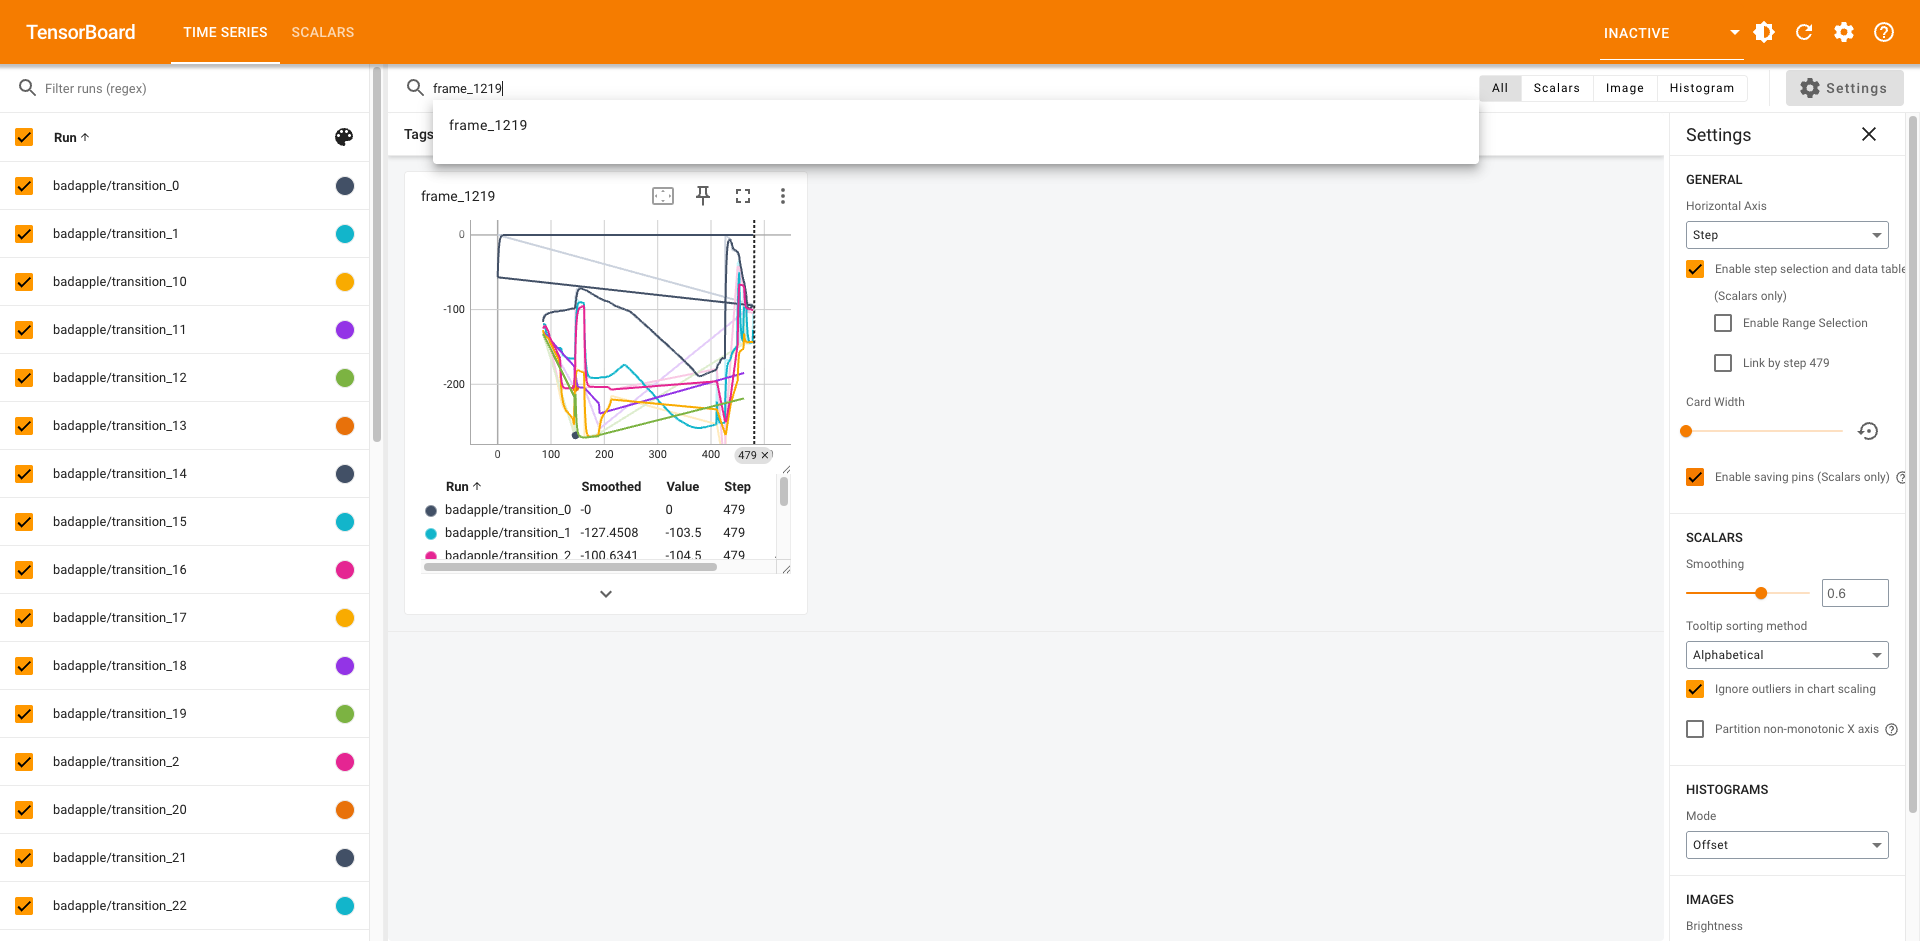 TensorBoard
TIME SERIES
SCALARS
INACTIVE
Filter runs (regex)
frame_1219
All
Scalars
Image
Histogram
Settings
frame_1219
Run
Tags
Settings
badapple/transition_0
badapple/transition_1
badapple/transition_10
badapple/transition_11
badapple/transition_12
badapple/transition_13
badapple/transition_14
badapple/transition_15
badapple/transition_16
badapple/transition_17
badapple/transition_18
badapple/transition_19
badapple/transition_2
badapple/transition_20
badapple/transition_21
badapple/transition_22
frame_1219
0
-100
-200
0 100 200 300 400 479
Run Smoothed Value Step
badapple/transition_0 -0 0 479
badapple/transition_1 -127.4508 -103.5 479
badapple/transition_2 -100.6341 -104.5 479
GENERAL
Horizontal Axis
Step
Enable step selection and data table
(Scalars only)
Enable Range Selection
Link by step 479
Card Width
Enable saving pins (Scalars only)
SCALARS
Smoothing
0.6
Tooltip sorting method
Alphabetical
Ignore outliers in chart scaling
Partition non-monotonic X axis
HISTOGRAMS
Mode
Offset
IMAGES
Brightness